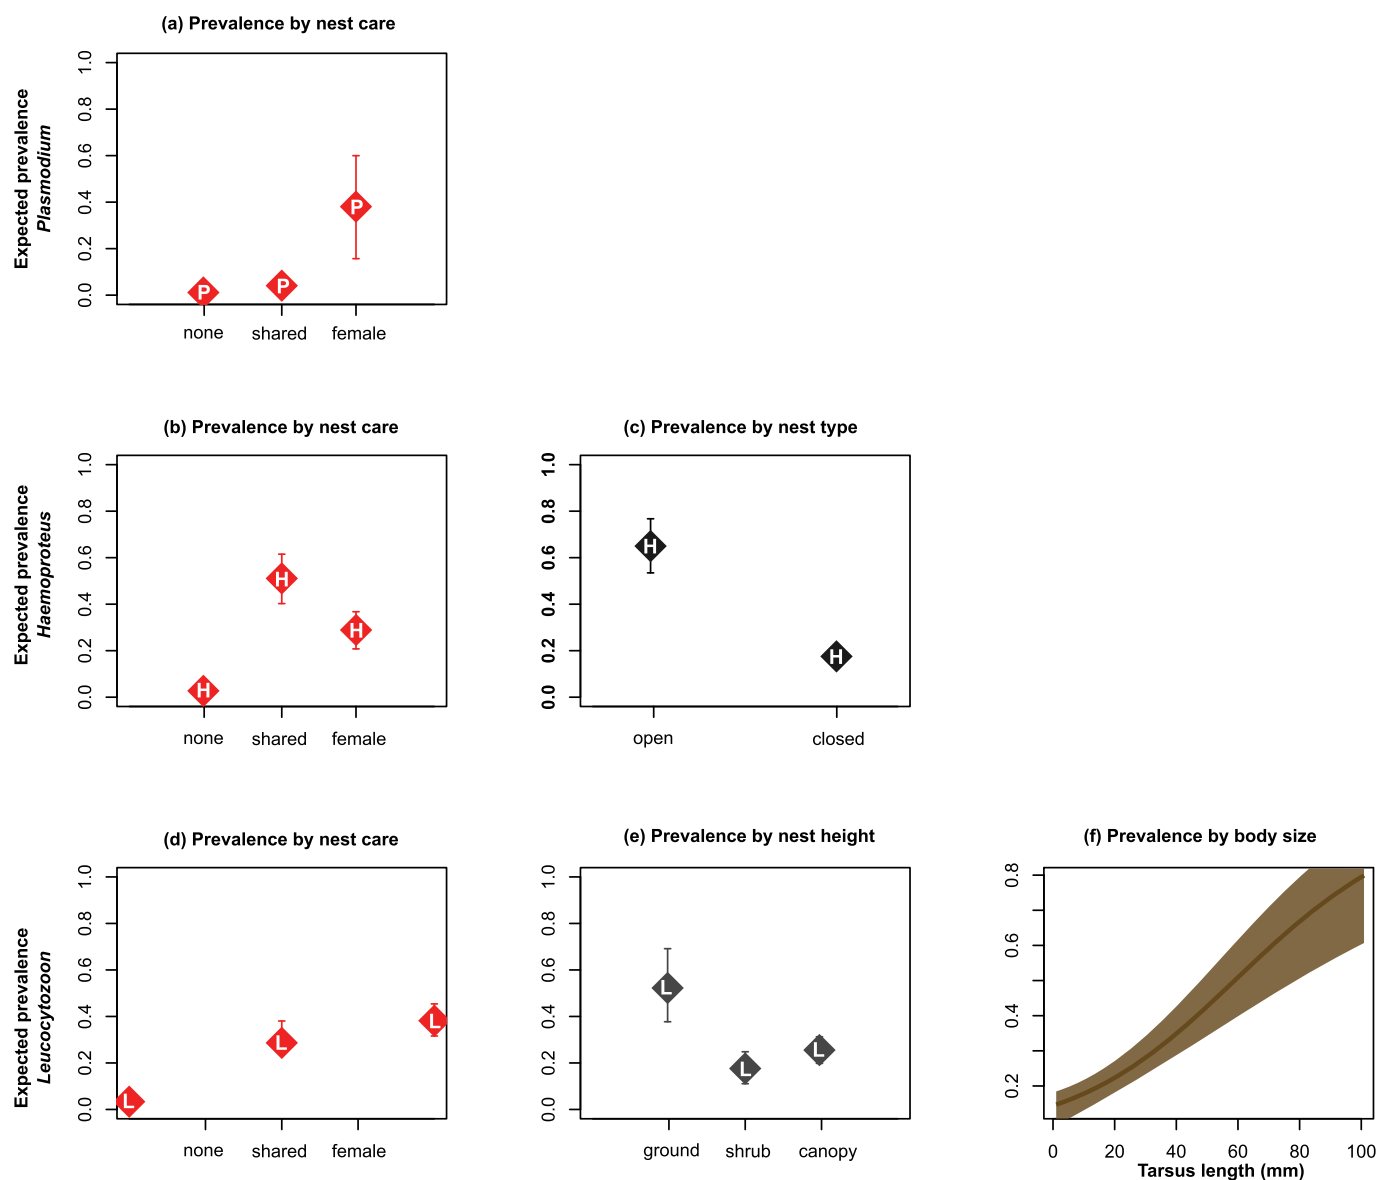 (a) Prevalence by nest care
Expected prevalence
Plasmodium
1.0
0.8
0.6
0.4
0.2
0.0
P
P
P
none shared female
(b) Prevalence by nest care
Expected prevalence
Haemoproteus
1.0
0.8
0.6
0.4
0.2
0.0
H
H
H
none shared female
(c) Prevalence by nest type
1.0
0.8
0.6
0.4
0.2
0.0
H
H
open closed
(d) Prevalence by nest care
Expected prevalence
Leucocytozoon
1.0
0.8
0.6
0.4
0.2
0.0
L
L
L
none shared female
(e) Prevalence by nest height
1.0
0.8
0.6
0.4
0.2
0.0
L
L
L
ground shrub canopy
(f) Prevalence by body size
0.8
0.6
0.4
0.2
0 20 40 60 80 100
Tarsus length (mm)